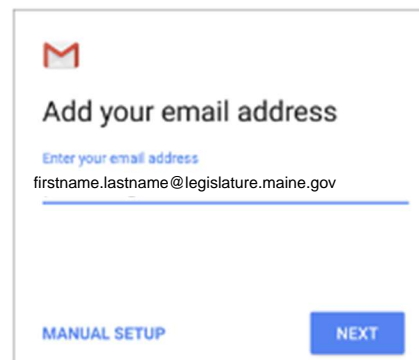 Add your email address
Enter your email address
firstname.lastname@legislature.maine.gov
MANUAL SETUP NEXT